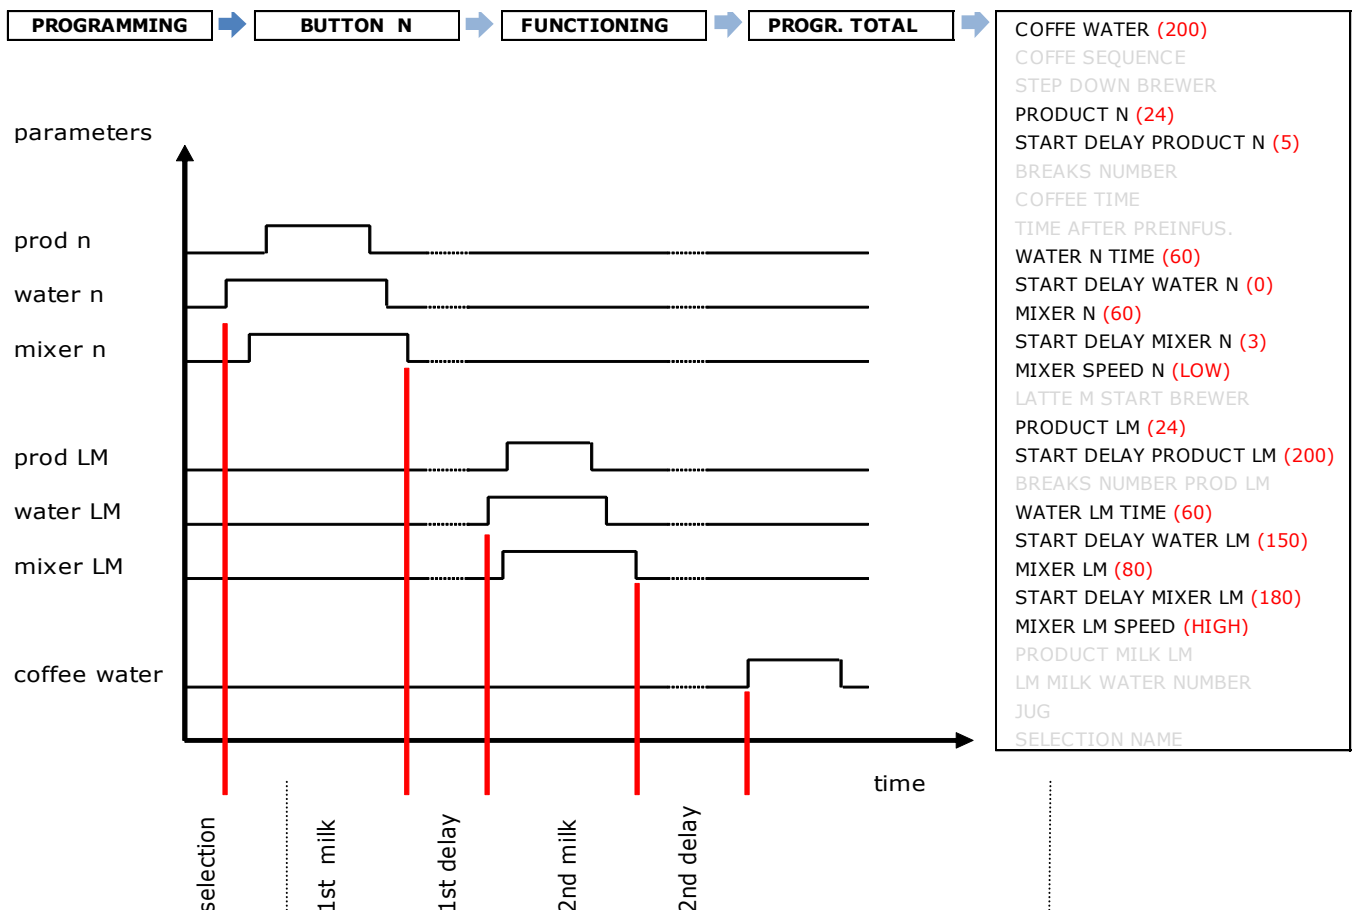 PROGRAMMING
BUTTON N
FUNCTIONING
PROGR. TOTAL
COFFE WATER (200)
COFFE SEQUENCE
STEP DOWN BREWER
PRODUCT N (24)
START DELAY PRODUCT N (5)
BREAKS NUMBER
COFFEE TIME
TIME AFTER PREINFUS.
WATER N TIME (60)
START DELAY WATER N (0)
MIXER N (60)
START DELAY MIXER N (3)
MIXER SPEED N (LOW)
LATTE M START BREWER
PRODUCT LM (24)
START DELAY PRODUCT LM (200)
BREAKS NUMBER PROD LM
WATER LM TIME (60)
START DELAY WATER LM (150)
MIXER LM (80)
START DELAY MIXER LM (180)
MIXER LM SPEED (HIGH)
PRODUCT MILK LM
LM MILK WATER NUMBER
JUG
SELECTION NAME
parameters
prod n
water n
mixer n
prod LM
water LM
mixer LM
coffee water
time
selection
1st milk
1st delay
2nd milk
2nd delay